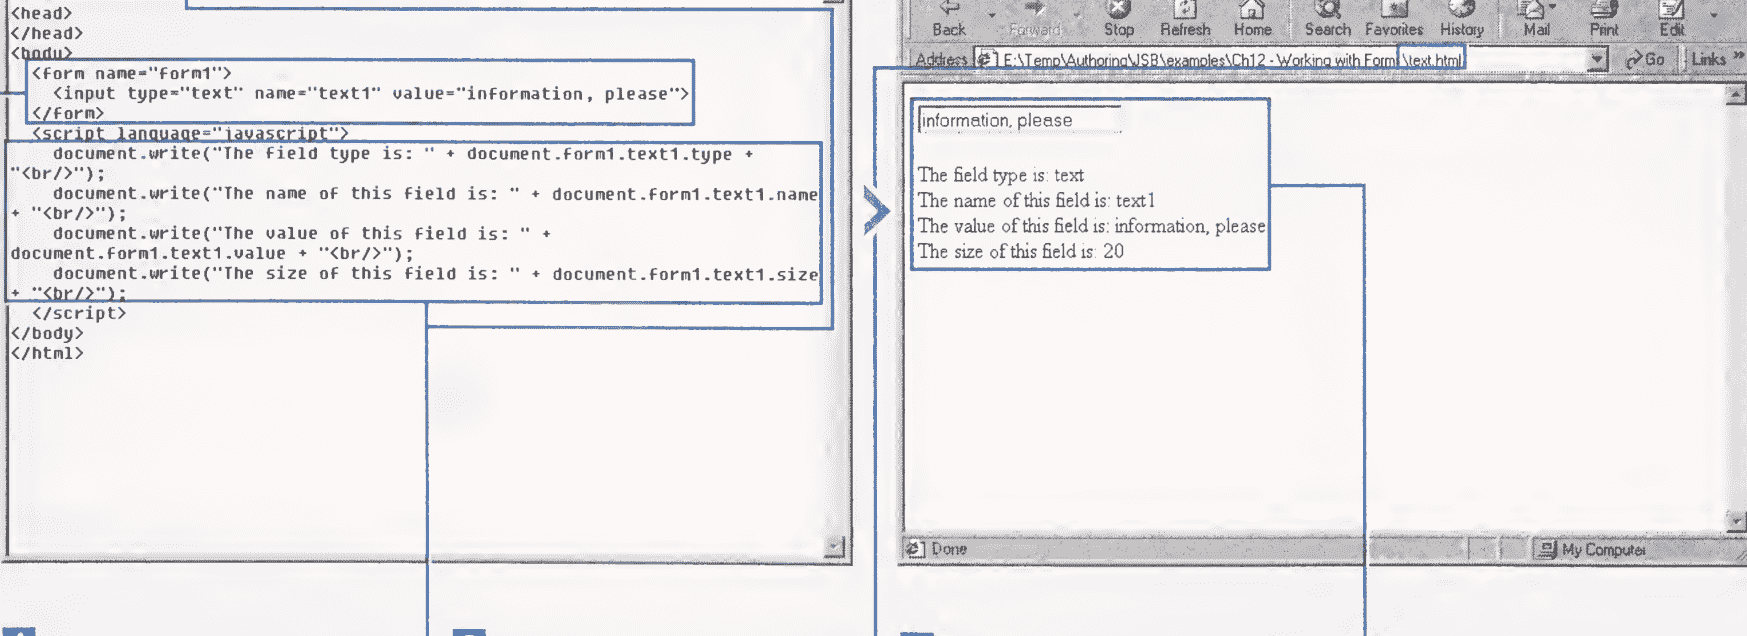 <head>
</head>
<body>
<form name="form1">
<input type="text" name="text1" value="information, please">
</form>
<script language="javascript">
document.write("The field type is: " + document.form1.text1.type +
"<br/>");
document.write("The name of this field is: " + document.form1.text1.name
+ "<br/>");
document.write("The value of this field is: " +
document.form1.text1.value + "<br/>");
document.write("The size of this field is: " + document.form1.text1.size
+ "<br/>");
</script>
</body>
</html>
Back Forward Stop Refresh Home Search Favorites History Mail Print Edit
Address E:\Temp\Authoring\JSB\examples\Ch12 - Working with Form \text.html Go Links »
information, please
The field type is: text
The name of this field is: text1
The value of this field is: information, please
The size of this field is: 20
Done My Computer